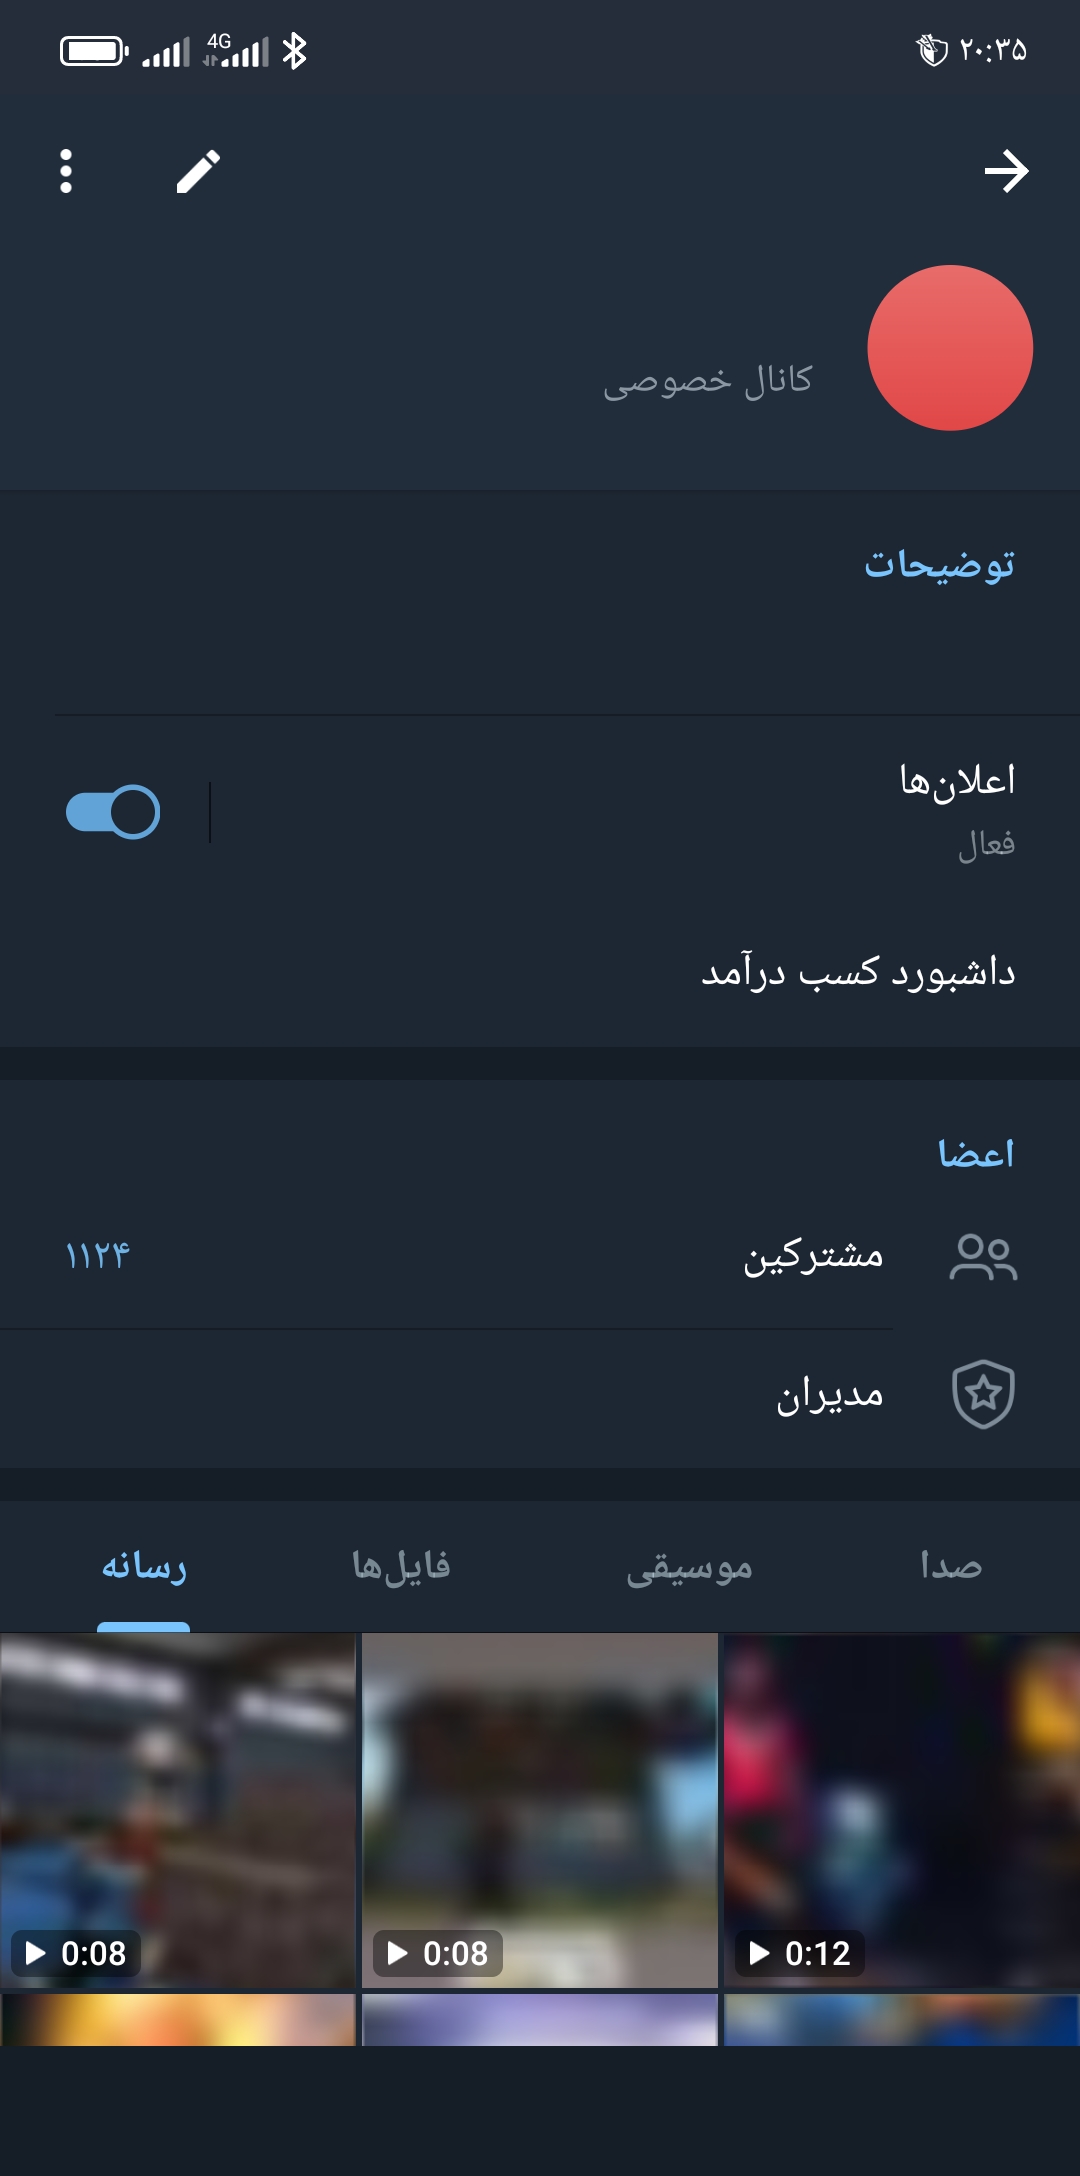 4G
۲۰:۳۵
کانال خصوصی
توضیحات
اعلان‌ها
فعال
داشبورد کسب درآمد
اعضا
مشترکین
۱۱۲۴
مدیران
صدا
موسیقی
فایل‌ها
رسانه
0:08
0:08
0:12